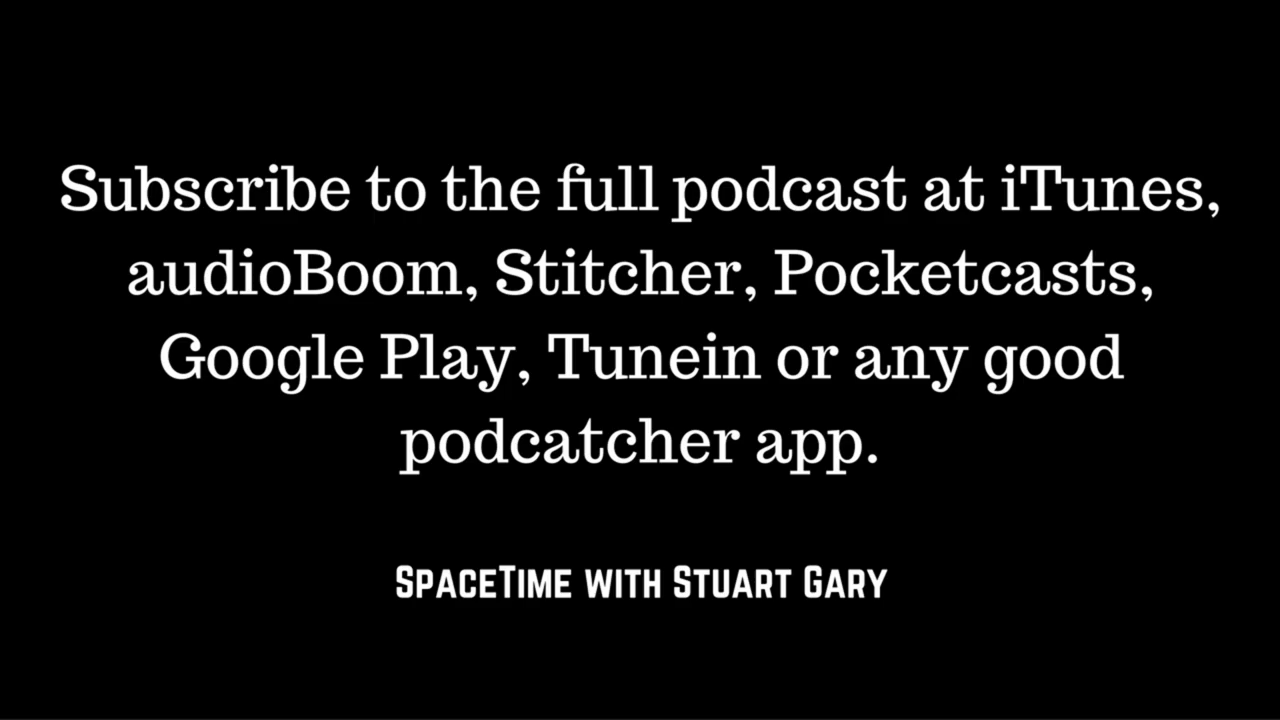 Subscribe to the full podcast at iTunes,
audioBoom, Stitcher, Pocketcasts,
Google Play, Tunein or any good
podcatcher app.
SpaceTime with Stuart Gary